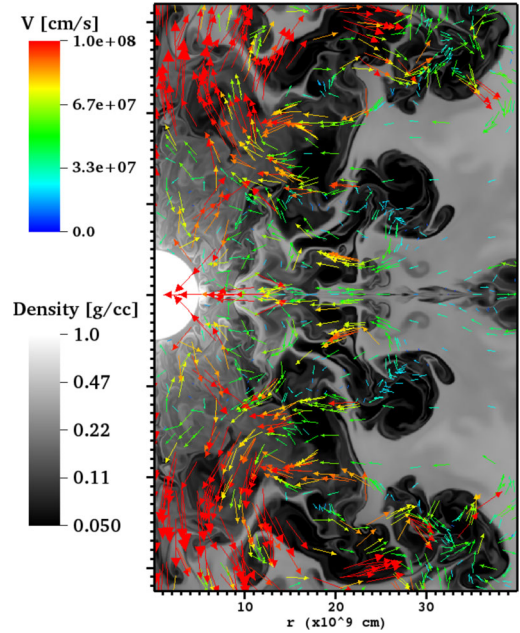 V [cm/s]
1.0e+08
6.7e+07
3.3e+07
0.0
Density [g/cc]
1.0
0.47
0.22
0.11
0.050
10 20 30
r (x10^9 cm)